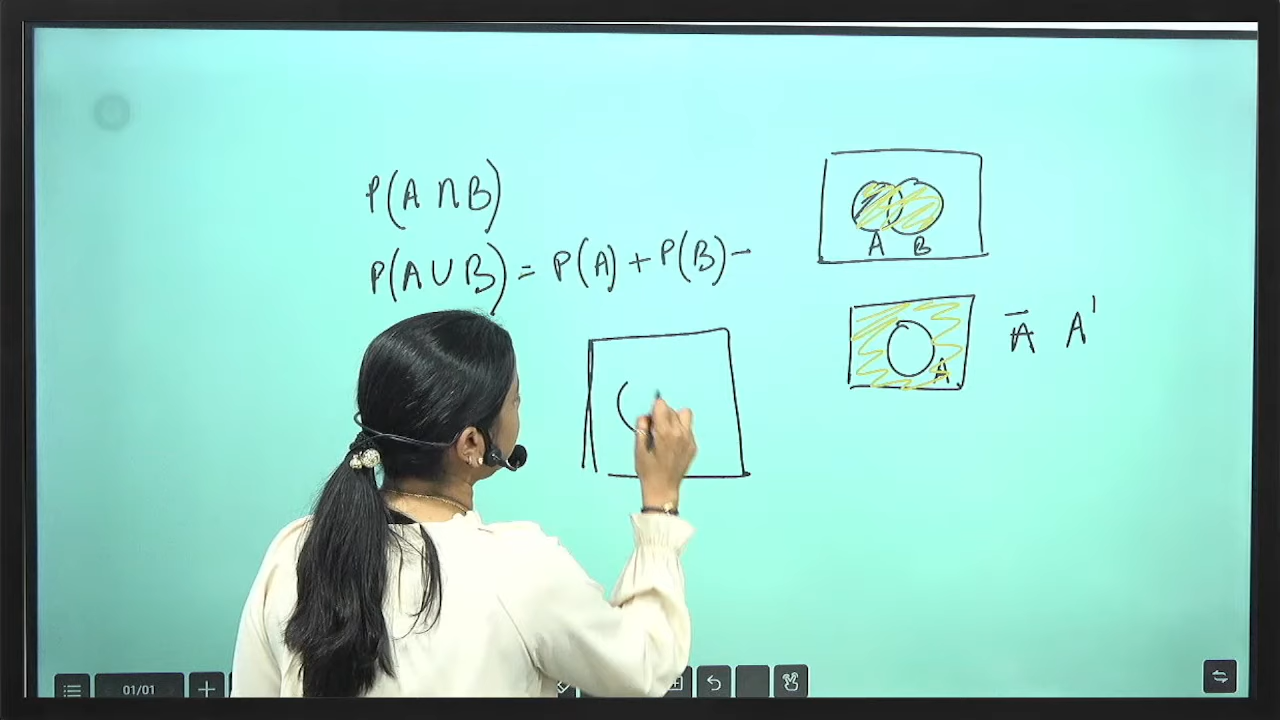 P(A ∩ B)
P(A ∪ B) = P(A) + P(B) -
A B
A
Ā A'
01/01